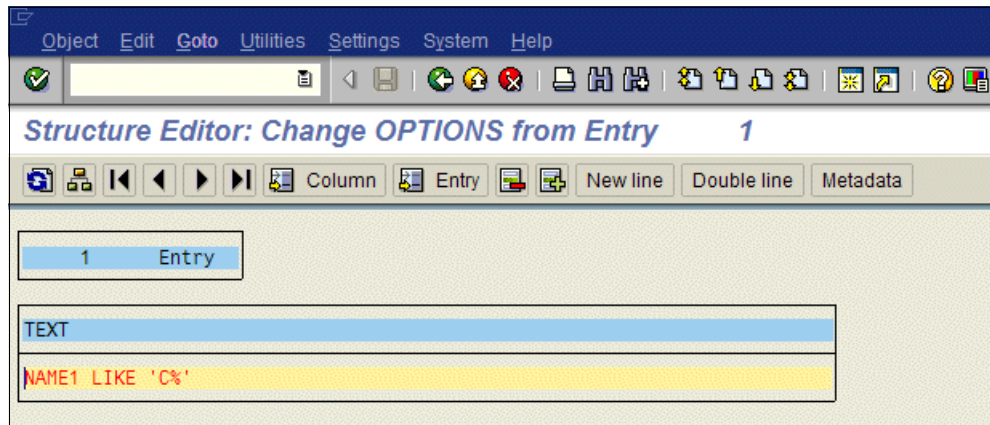 Object Edit Goto Utilities Settings System Help
Structure Editor: Change OPTIONS from Entry 1
Column Entry New line Double line Metadata
1 Entry
TEXT
NAME1 LIKE 'C%'